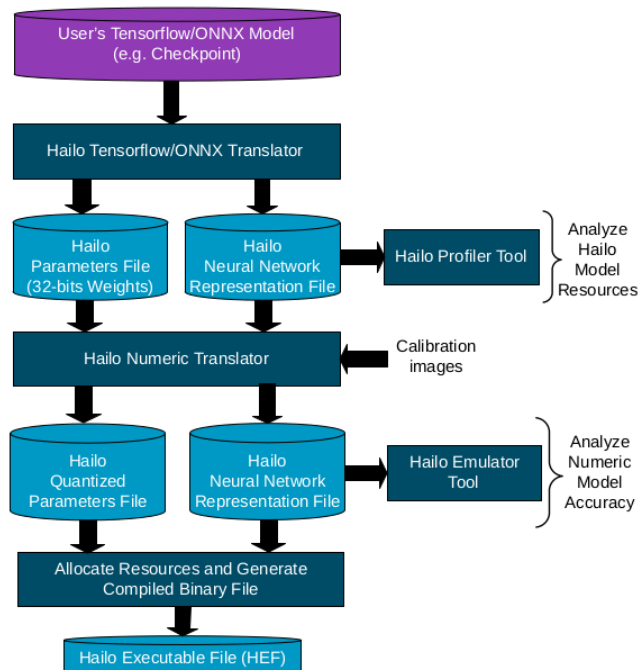 User's Tensorflow/ONNX Model
(e.g. Checkpoint)
Hailo Tensorflow/ONNX Translator
Hailo
Parameters File
(32-bits Weights)
Hailo
Neural Network
Representation File
Hailo Profiler Tool
Analyze
Hailo
Model
Resources
Hailo Numeric Translator
Calibration
images
Hailo
Quantized
Parameters File
Hailo
Neural Network
Representation File
Hailo Emulator
Tool
Analyze
Numeric
Model
Accuracy
Allocate Resources and Generate
Compiled Binary File
Hailo Executable File (HEF)